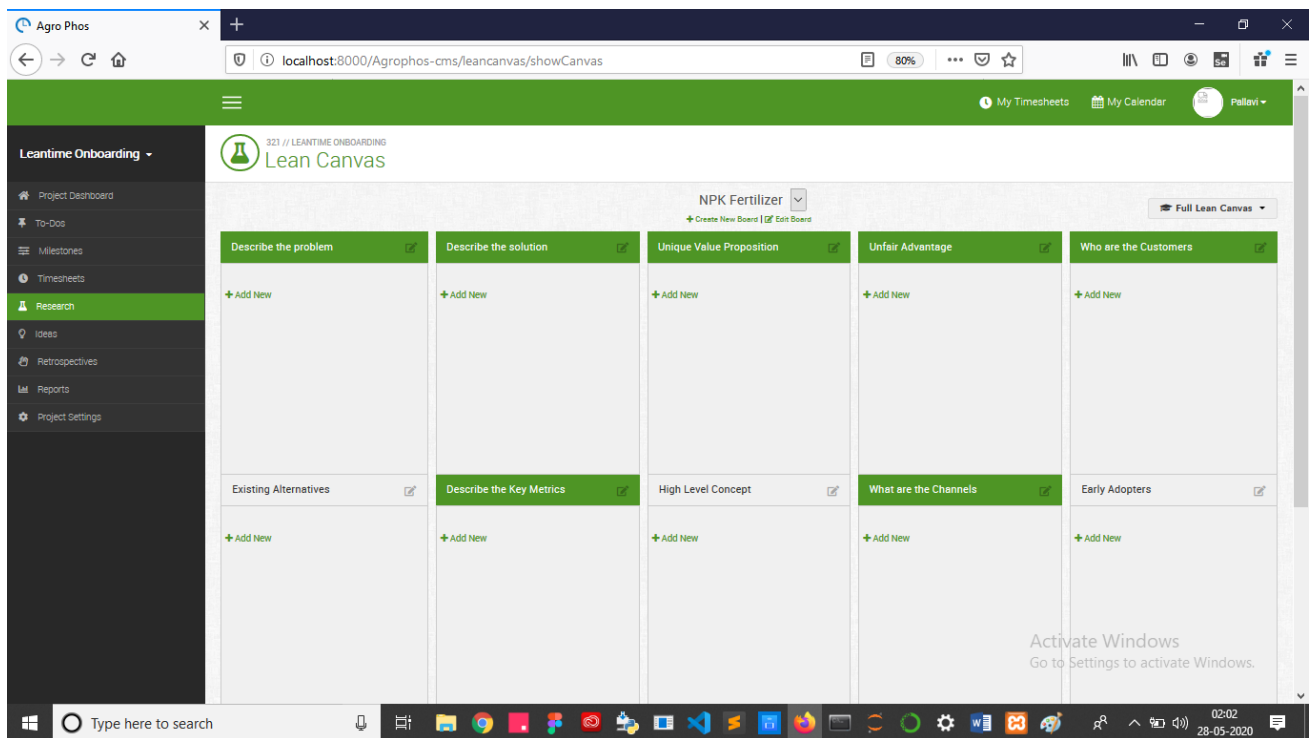 Agro Phos
localhost:8000/Agrophos-cms/leancanvas/showCanvas
80%
Se
My Timesheets
My Calendar
Pallavi
Leantime Onboarding
321 // LEANTIME ONBOARDING
Lean Canvas
Project Dashboard
To-Dos
Milestones
Timesheets
Research
Ideas
Retrospectives
Reports
Project Settings
NPK Fertilizer
Create New Board | Edit Board
Full Lean Canvas
Describe the problem
Describe the solution
Unique Value Proposition
Unfair Advantage
Who are the Customers
+ Add New
+ Add New
+ Add New
+ Add New
+ Add New
Existing Alternatives
Describe the Key Metrics
High Level Concept
What are the Channels
Early Adopters
+ Add New
+ Add New
+ Add New
+ Add New
+ Add New
Activate Windows
Go to Settings to activate Windows.
Type here to search
02:02
28-05-2020